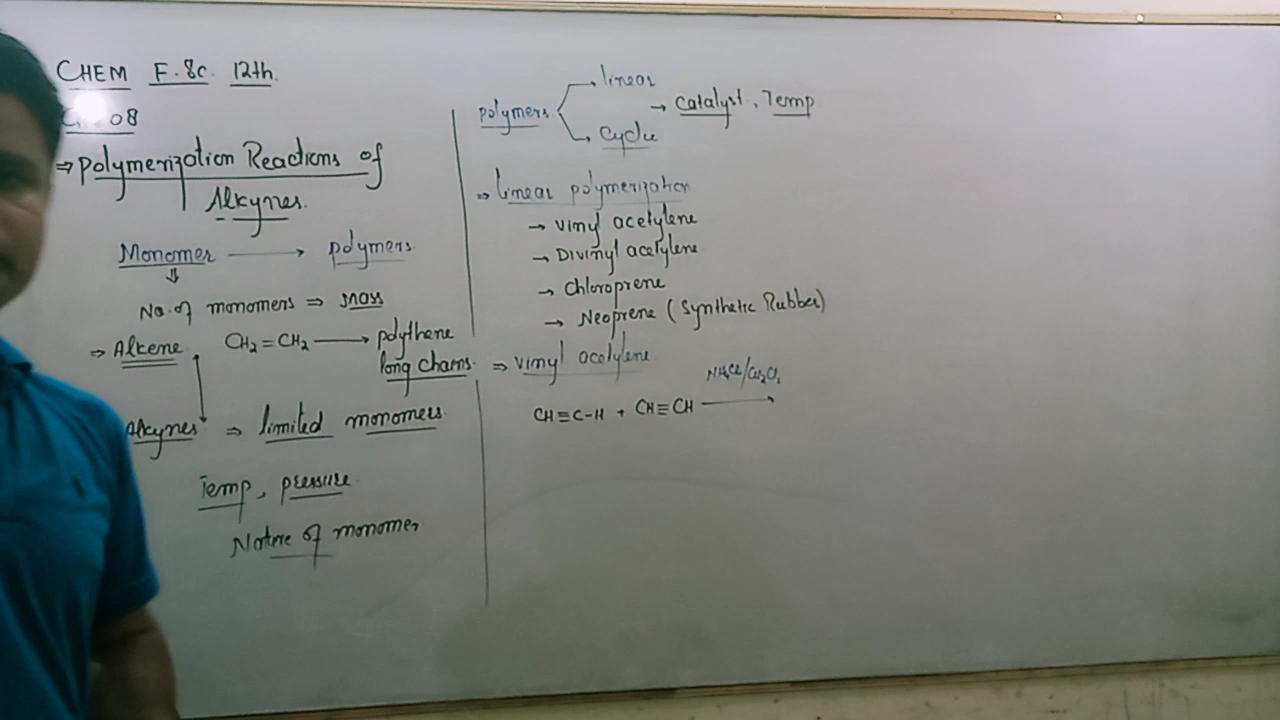 CHEM F.Sc. 12th.
08
⇒ Polymerization Reactions of
Alkynes.
Monomer → polymers
⇓
No. of monomers ⇒ mass
⇒ Alkene CH2 = CH2 → polythene
long chains.
Alkynes ⇒ limited monomers
Temp, pressure
Nature of monomer
polymers
linear
cyclic
→ catalyst, Temp
⇒ linear polymerization
→ vinyl acetylene
→ Divinyl acetylene
→ Chloroprene
→ Neoprene (Synthetic Rubber)
⇒ vinyl acetylene
NH4Cl/Cu2Cl2
CH≡C-H + CH≡CH →